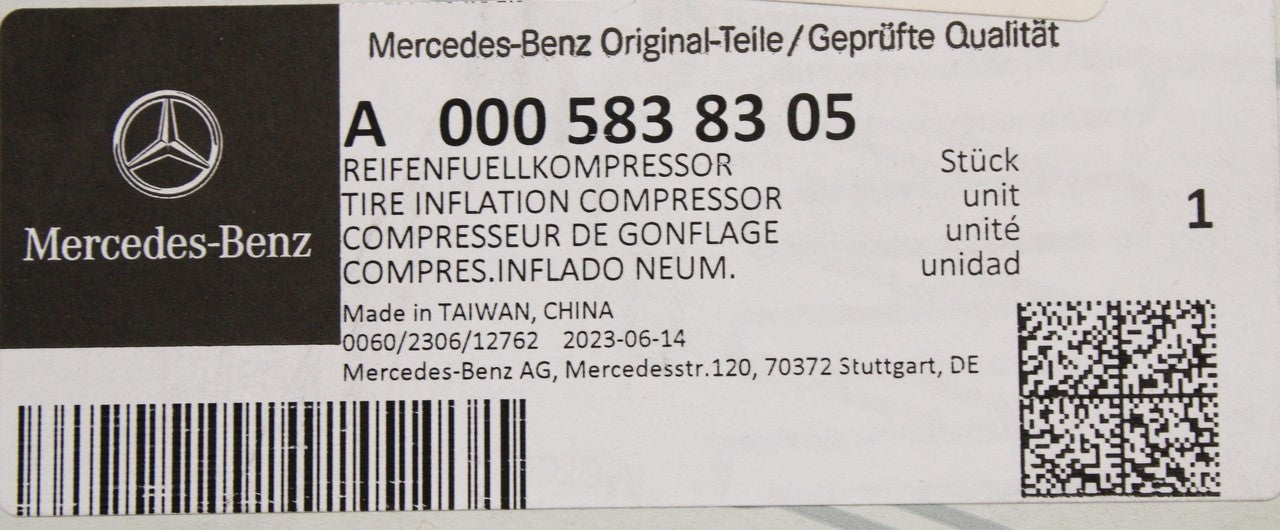 Mercedes-Benz Original-Teile/Geprüfte Qualität
A 000 583 83 05
REIFENFUELLKOMPRESSOR Stück
TIRE INFLATION COMPRESSOR unit
COMPRESSEUR DE GONFLAGE unité
COMPRES.INFLADO NEUM. unidad
1
Mercedes-Benz
Made in TAIWAN, CHINA
0060/2306/12762 2023-06-14
Mercedes-Benz AG, Mercedesstr.120, 70372 Stuttgart, DE